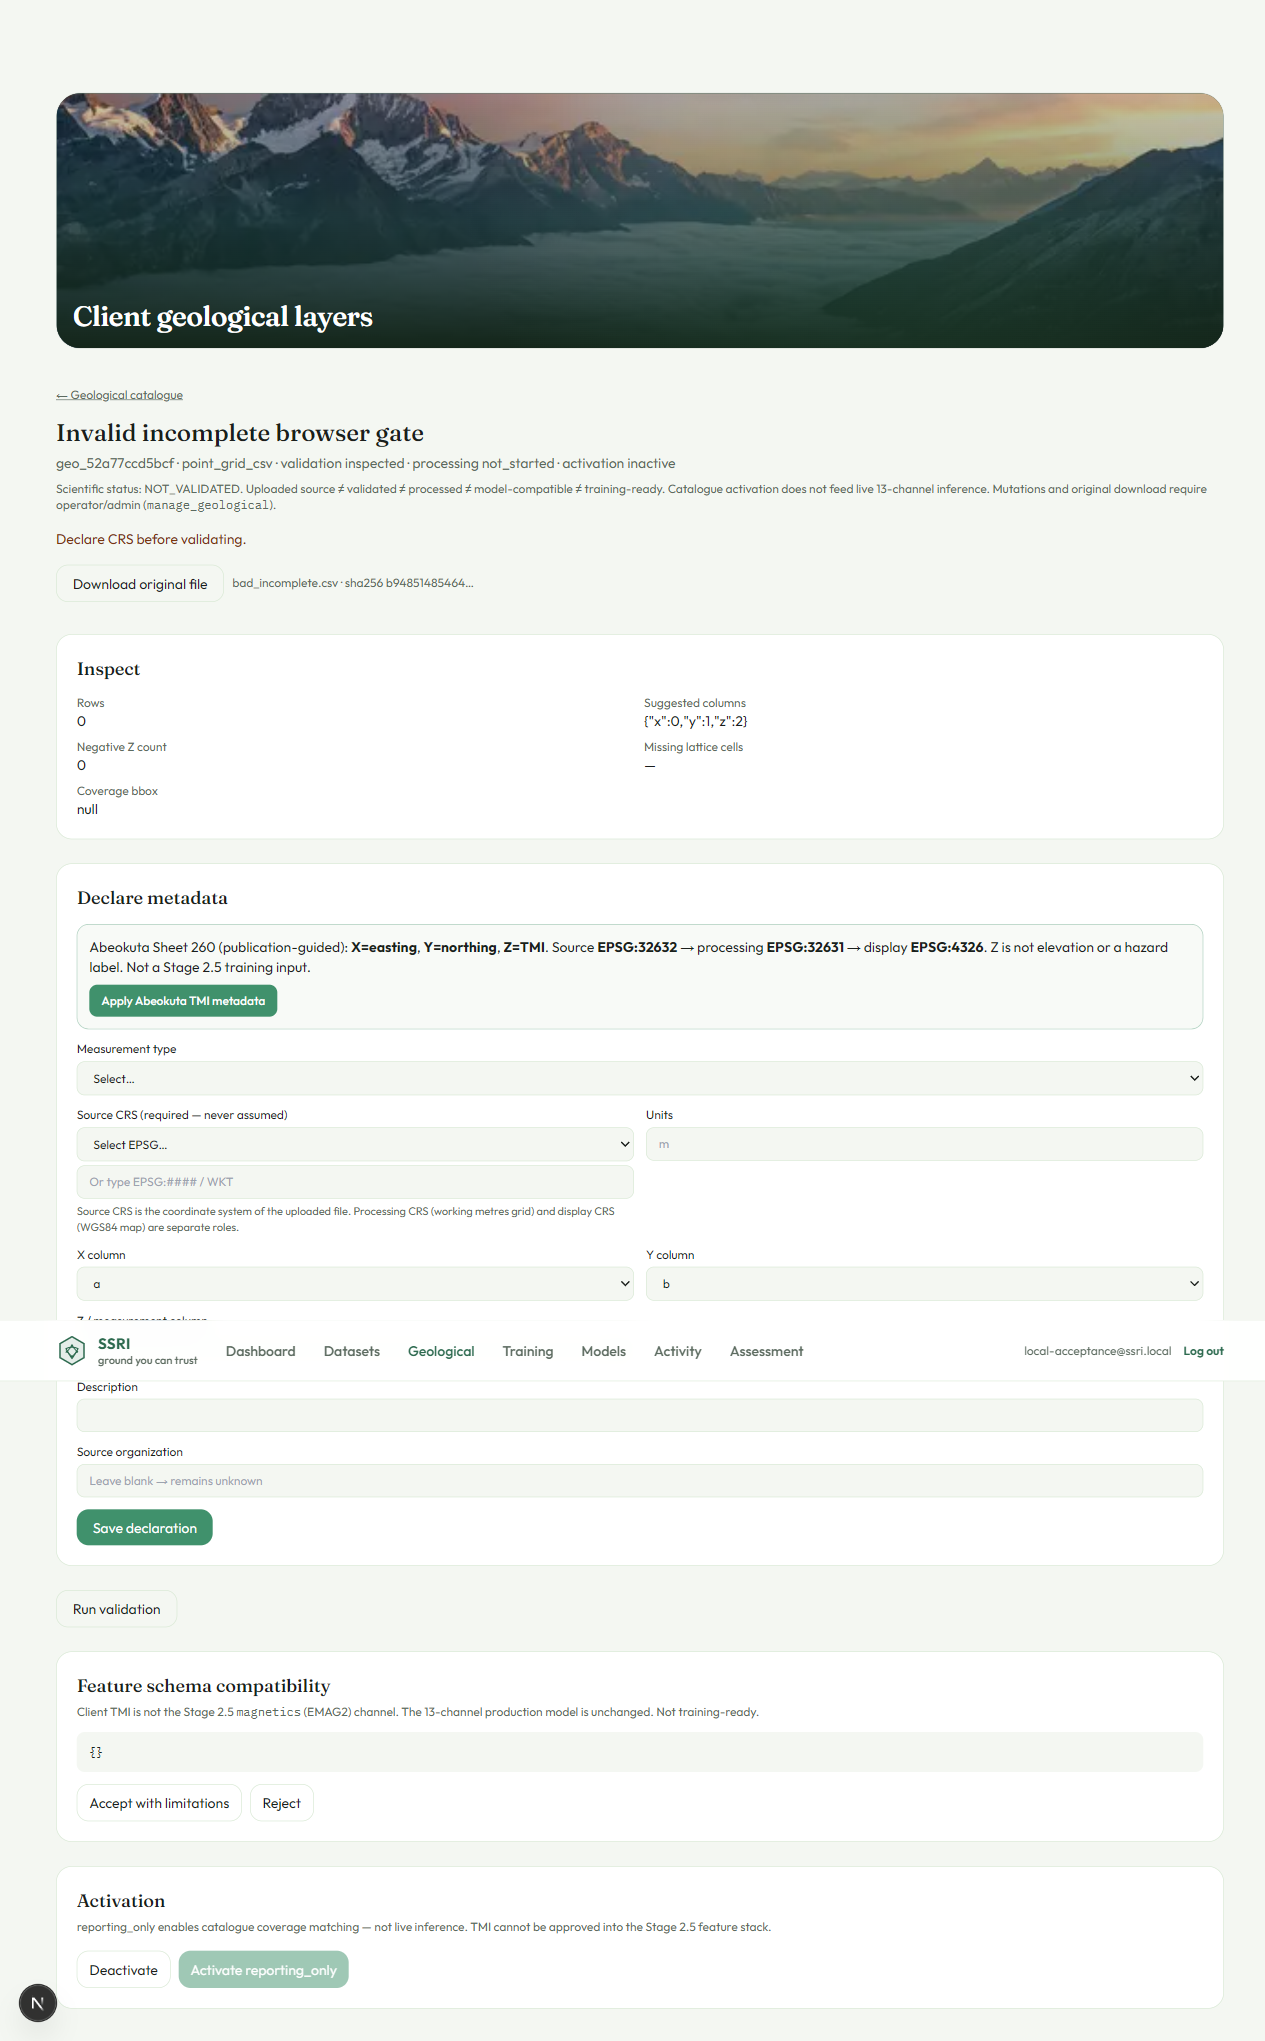 Client geological layers
← Geological catalogue
Invalid incomplete browser gate
geo_52a77ccd5bcf · point_grid_csv · validation inspected · processing not_started · activation inactive
Scientific status: NOT_VALIDATED. Uploaded source ≠ validated ≠ processed ≠ model-compatible ≠ training-ready. Catalogue activation does not feed live 13-channel inference. Mutations and original download require
operator/admin (manage_geological).
Declare CRS before validating.
Download original file
bad_incomplete.csv · sha256 b94851485464…
Inspect
Rows
0
Suggested columns
{"x":0,"y":1,"z":2}
Negative Z count
0
Missing lattice cells
—
Coverage bbox
null
Declare metadata
Abeokuta Sheet 260 (publication-guided): X=easting, Y=northing, Z=TMI. Source EPSG:32632 → processing EPSG:32631 → display EPSG:4326. Z is not elevation or a hazard
label. Not a Stage 2.5 training input.
Apply Abeokuta TMI metadata
Measurement type
Select…
Source CRS (required — never assumed)
Select EPSG…
Or type EPSG:#### / WKT
Source CRS is the coordinate system of the uploaded file. Processing CRS (working metres grid) and display CRS
(WGS84 map) are separate roles.
Units
m
X column
a
Y column
b
Z / measurement column
SSRI
ground you can trust
Dashboard
Datasets
Geological
Training
Models
Activity
Assessment
local-acceptance@ssri.local
Log out
Description
Source organization
Leave blank → remains unknown
Save declaration
Run validation
Feature schema compatibility
Client TMI is not the Stage 2.5 magnetics (EMAG2) channel. The 13-channel production model is unchanged. Not training-ready.
{}
Accept with limitations
Reject
Activation
reporting_only enables catalogue coverage matching — not live inference. TMI cannot be approved into the Stage 2.5 feature stack.
Deactivate
Activate reporting_only
N